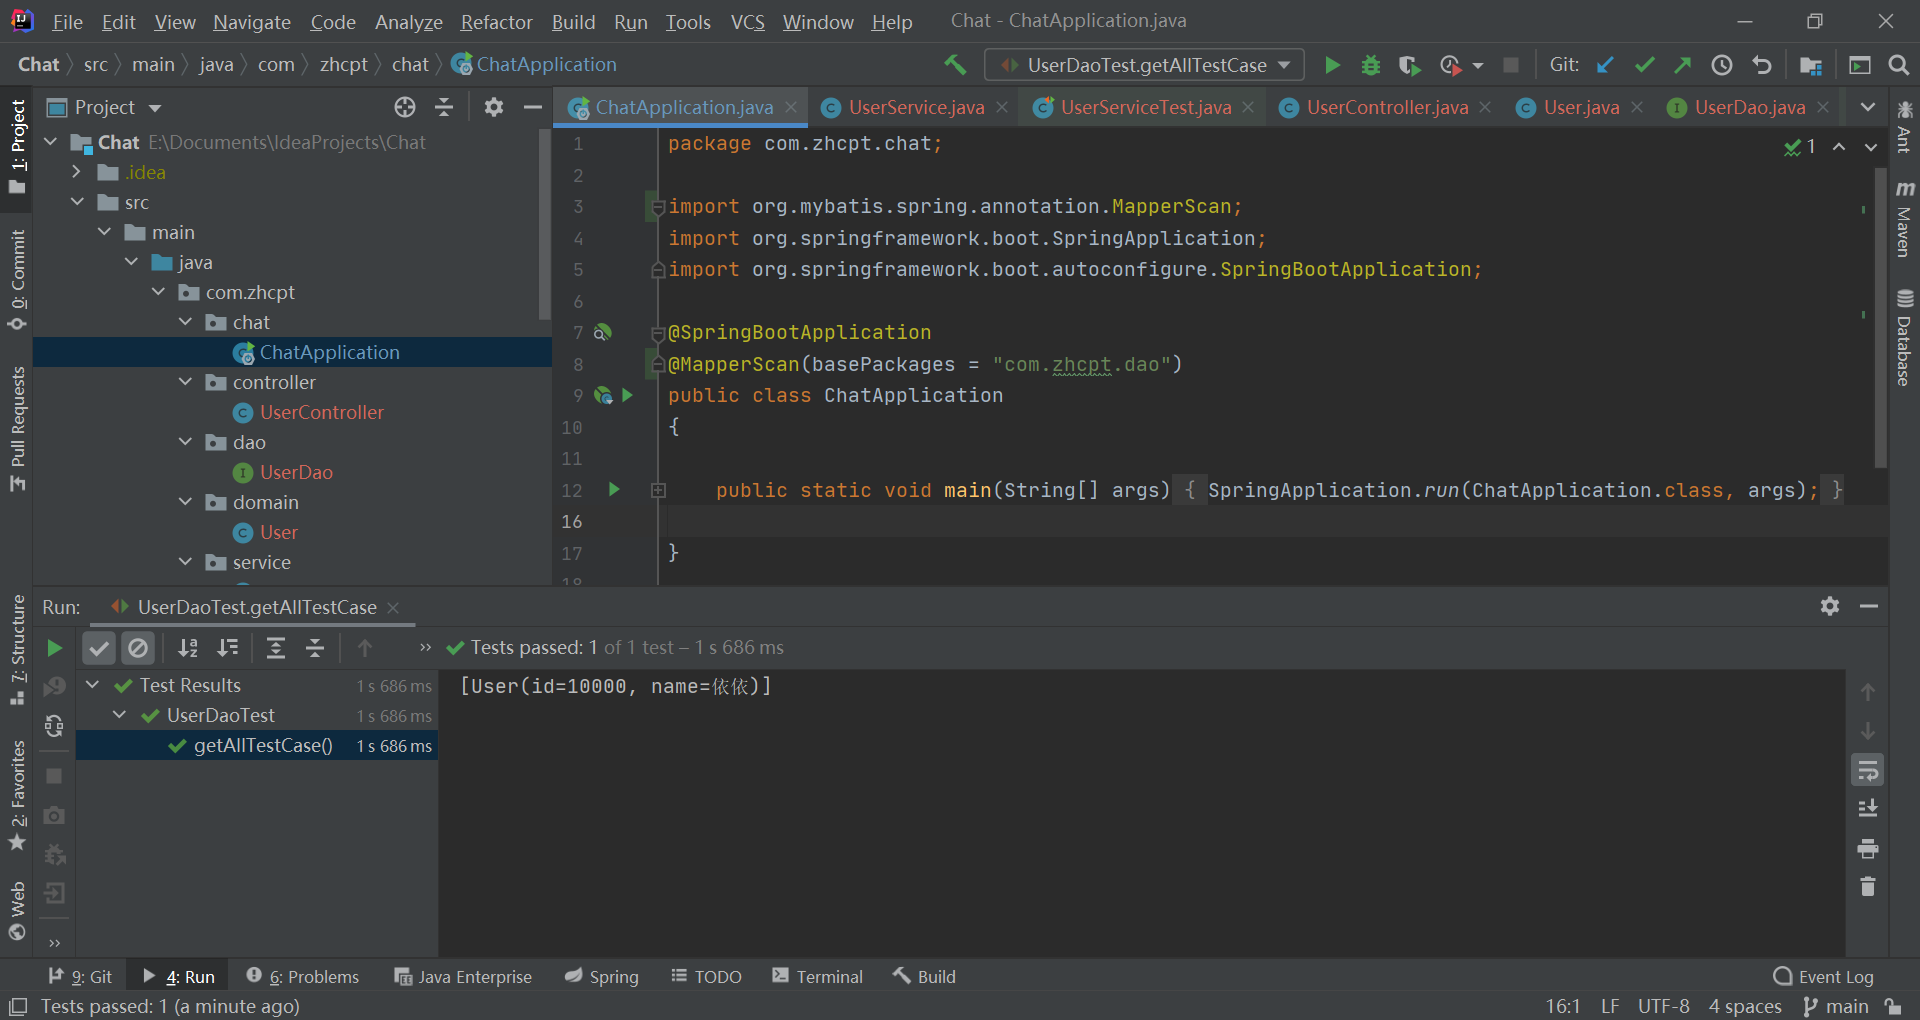 File Edit View Navigate Code Analyze Refactor Build Run Tools VCS Window Help Chat - ChatApplication.java
Chat src main java com zhcpt chat ChatApplication UserDaoTest.getAllTestCase Git:
Project ChatApplication.java UserService.java UserServiceTest.java UserController.java User.java UserDao.java
Chat E:\Documents\IdeaProjects\Chat
.idea
src
main
java
com.zhcpt
chat
ChatApplication
controller
UserController
dao
UserDao
domain
User
service
1 package com.zhcpt.chat;
2
3 import org.mybatis.spring.annotation.MapperScan;
4 import org.springframework.boot.SpringApplication;
5 import org.springframework.boot.autoconfigure.SpringBootApplication;
6
7 @SpringBootApplication
8 @MapperScan(basePackages = "com.zhcpt.dao")
9 public class ChatApplication
10 {
11
12 public static void main(String[] args) { SpringApplication.run(ChatApplication.class, args); }
16
17 }
18
1
1: Project
0: Commit
Pull Requests
7: Structure
2: Favorites
Web
Ant
Maven
Database
Run: UserDaoTest.getAllTestCase
Tests passed: 1 of 1 test – 1 s 686 ms
Test Results 1 s 686 ms
UserDaoTest 1 s 686 ms
getAllTestCase() 1 s 686 ms
[User(id=10000, name=依依)]
9: Git 4: Run 6: Problems Java Enterprise Spring TODO Terminal Build Event Log
Tests passed: 1 (a minute ago) 16:1 LF UTF-8 4 spaces main